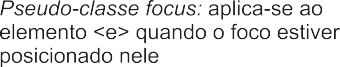 Pseudo-classe focus: aplica-se ao
elemento <e> quando o foco estiver
posicionado nele